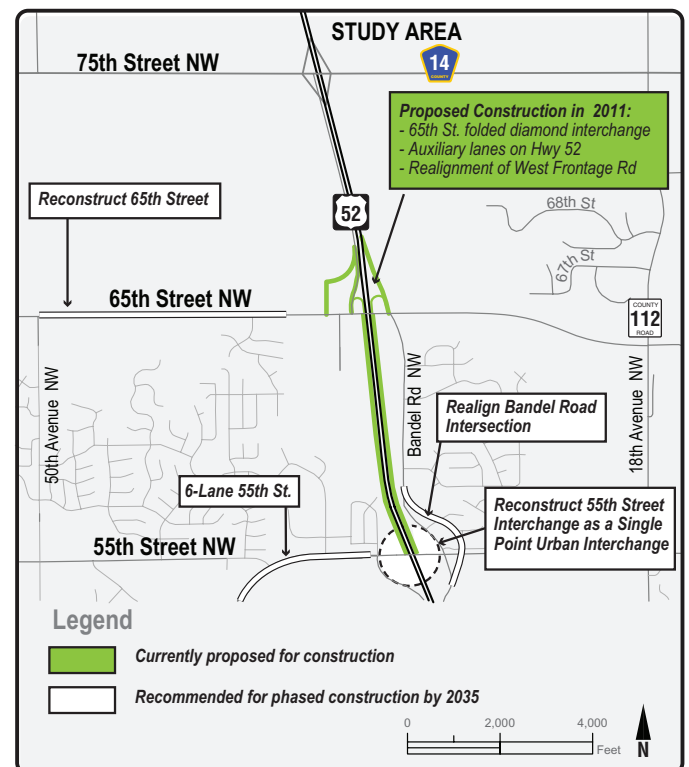 STUDY AREA
75th Street NW
14
COUNTY
Proposed Construction in 2011:
- 65th St. folded diamond interchange
- Auxiliary lanes on Hwy 52
- Realignment of West Frontage Rd
Reconstruct 65th Street
52
68th St
67th St
65th Street NW
COUNTY
112
ROAD
50th Avenue NW
Bandel Rd NW
18th Avenue NW
Realign Bandel Road
Intersection
6-Lane 55th St.
Reconstruct 55th Street
Interchange as a Single
Point Urban Interchange
55th Street NW
Legend
Currently proposed for construction
Recommended for phased construction by 2035
0 2,000 4,000
Feet
N